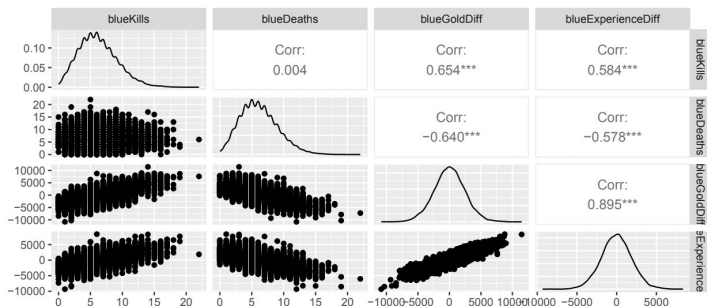 blueKills
blueDeaths
blueGoldDiff
blueExperienceDiff
0.15
0.10
0.05
0.00
Corr:
0.004
Corr:
0.654***
Corr:
0.584***
blueKills
20
15
10
5
0
Corr:
−0.640***
Corr:
−0.578***
blueDeaths
10000
5000
0
−5000
−10000
Corr:
0.895***
blueGoldDiff
5000
0
−5000
−10000
0 5 10 15 20
0 5 10 15 20
−10000 −5000 0 5000 10000
−10000 −5000 0 5000